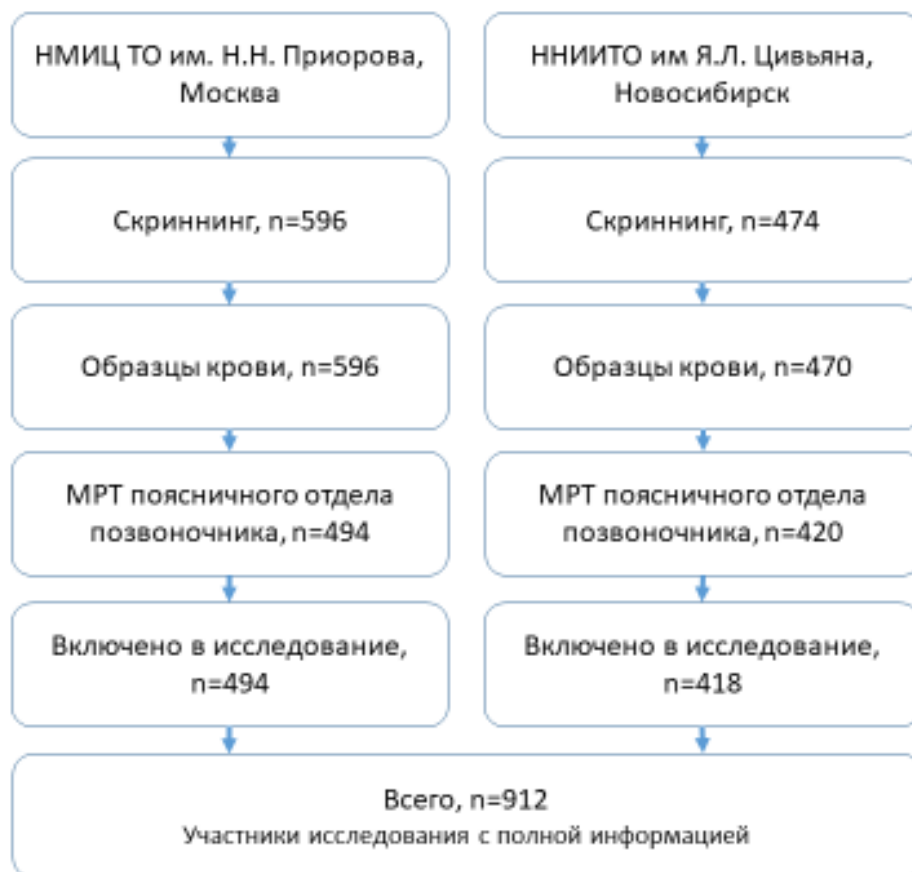 НМИЦ ТО им. Н.Н. Приорова,
Москва
ННИИТО им Я.Л. Цивьяна,
Новосибирск
Скриннинг, n=596
Скриннинг, n=474
Образцы крови, n=596
Образцы крови, n=470
МРТ поясничного отдела
позвоночника, n=494
МРТ поясничного отдела
позвоночника, n=420
Включено в исследование,
n=494
Включено в исследование,
n=418
Всего, n=912
Участники исследования с полной информацией